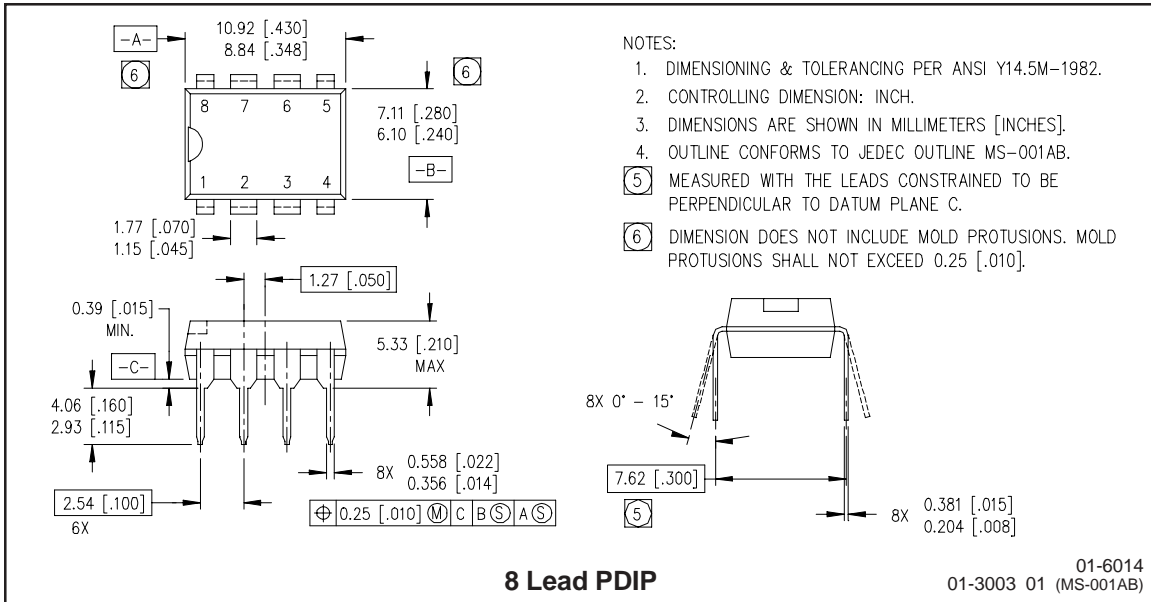 -A-
10.92 [.430]
8.84 [.348]
6
6
8 7 6 5
1 2 3 4
7.11 [.280]
6.10 [.240]
-B-
1.77 [.070]
1.15 [.045]
1.27 [.050]
0.39 [.015]
MIN.
-C-
5.33 [.210]
MAX
4.06 [.160]
2.93 [.115]
8X 0.558 [.022]
0.356 [.014]
2.54 [.100]
6X
⌖ 0.25 [.010] Ⓜ C B Ⓢ A Ⓢ
NOTES:
1. DIMENSIONING & TOLERANCING PER ANSI Y14.5M-1982.
2. CONTROLLING DIMENSION: INCH.
3. DIMENSIONS ARE SHOWN IN MILLIMETERS [INCHES].
4. OUTLINE CONFORMS TO JEDEC OUTLINE MS-001AB.
5 MEASURED WITH THE LEADS CONSTRAINED TO BE
PERPENDICULAR TO DATUM PLANE C.
6 DIMENSION DOES NOT INCLUDE MOLD PROTUSIONS. MOLD
PROTUSIONS SHALL NOT EXCEED 0.25 [.010].
8X 0° - 15°
7.62 [.300]
5
8X 0.381 [.015]
0.204 [.008]
8 Lead PDIP
01-6014
01-3003 01 (MS-001AB)